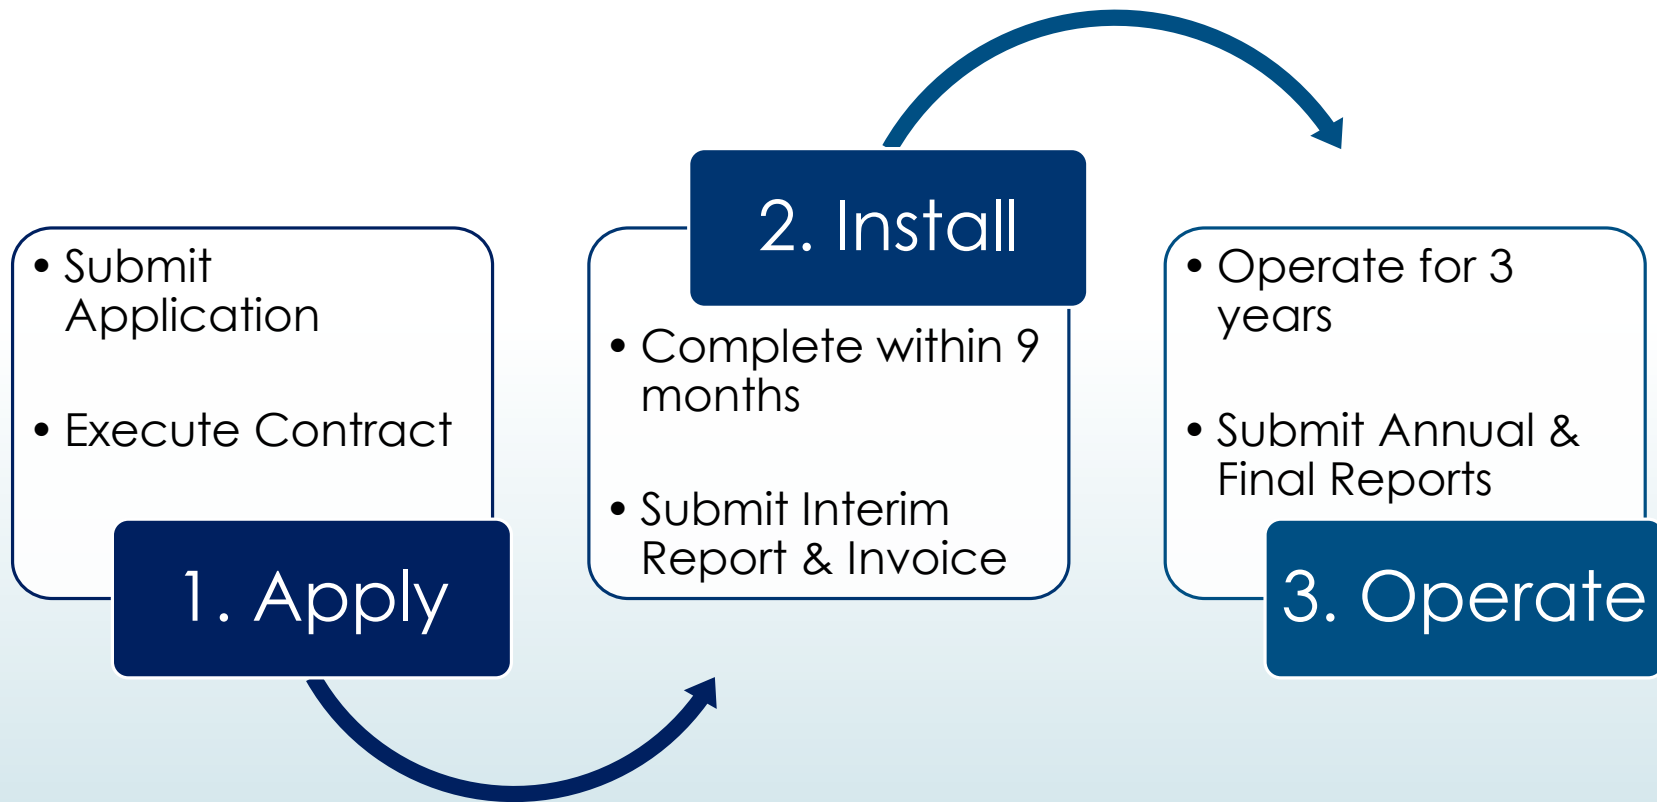 • Submit
Application
• Execute Contract
1. Apply
2. Install
• Complete within 9
months
• Submit Interim
Report & Invoice
• Operate for 3
years
• Submit Annual &
Final Reports
3. Operate